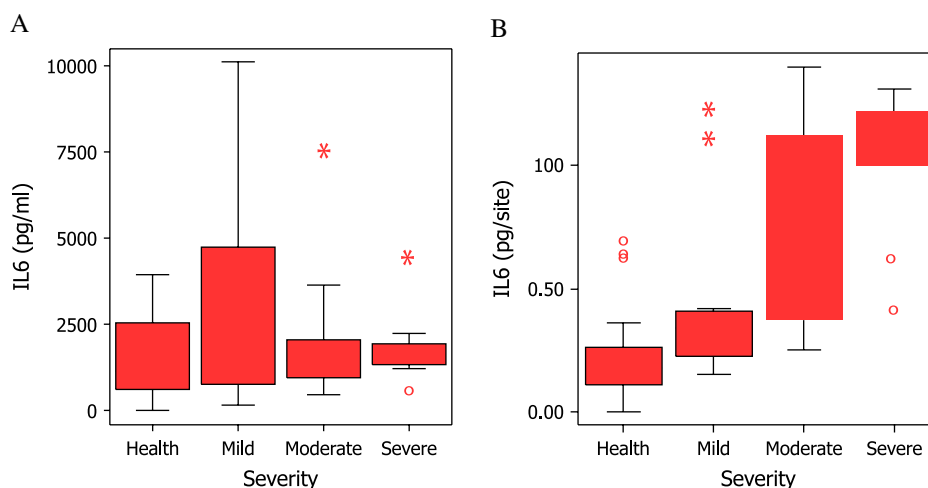 A
IL6 (pg/ml)
10000
7500
5000
2500
0
Health Mild Moderate Severe
Severity
B
IL6 (pg/site)
100
0.50
0.00
Health Mild Moderate Severe
Severity